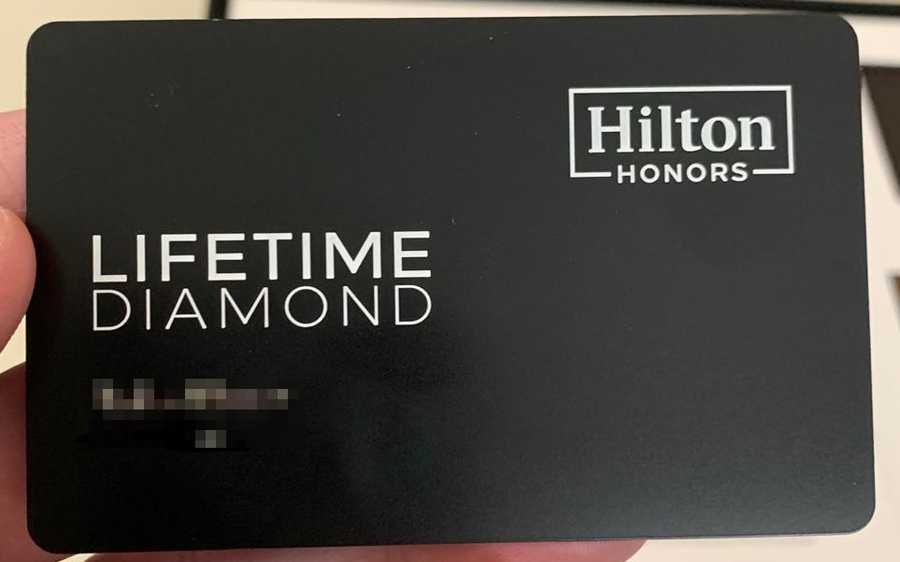 Hilton
HONORS
LIFETIME
DIAMOND